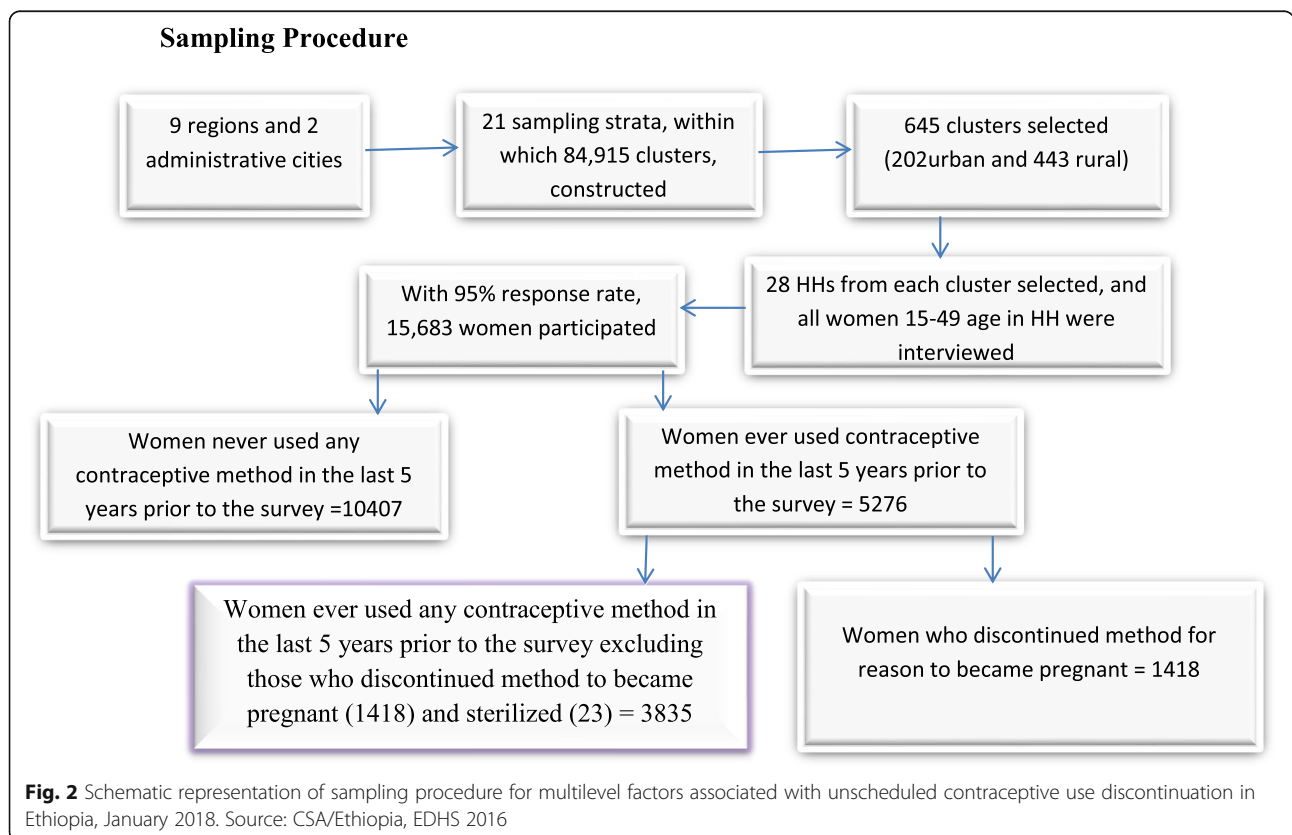 Sampling Procedure
9 regions and 2
administrative cities
21 sampling strata, within
which 84,915 clusters,
constructed
645 clusters selected
(202urban and 443 rural)
28 HHs from each cluster selected, and
all women 15-49 age in HH were
interviewed
With 95% response rate,
15,683 women participated
Women never used any
contraceptive method in the last 5
years prior to the survey =10407
Women ever used contraceptive
method in the last 5 years prior to
the survey = 5276
Women ever used any contraceptive method in
the last 5 years prior to the survey excluding
those who discontinued method to became
pregnant (1418) and sterilized (23) = 3835
Women who discontinued method for
reason to became pregnant = 1418
Fig. 2 Schematic representation of sampling procedure for multilevel factors associated with unscheduled contraceptive use discontinuation in
Ethiopia, January 2018. Source: CSA/Ethiopia, EDHS 2016